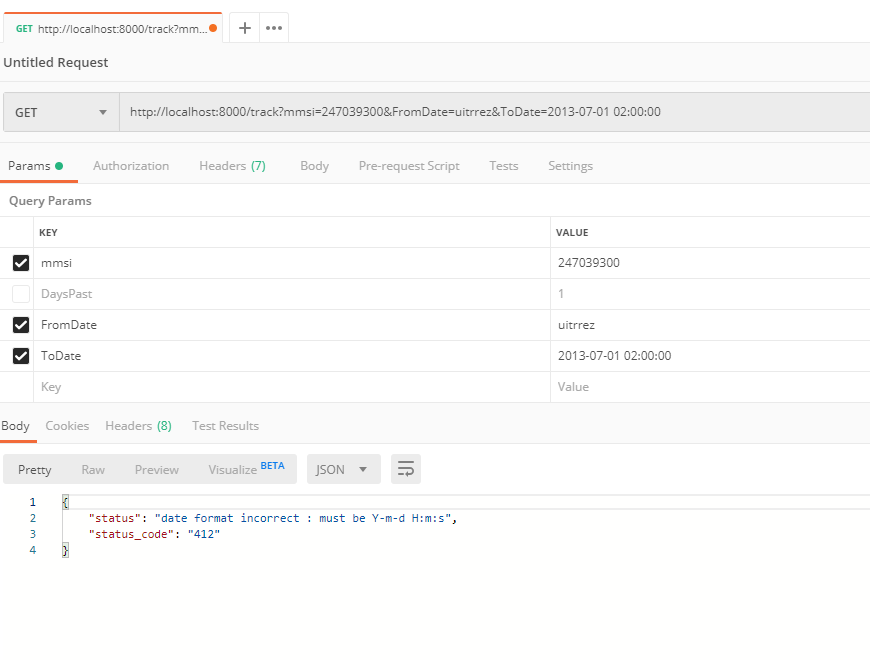 GET http://localhost:8000/track?mm... + •••
Untitled Request
GET http://localhost:8000/track?mmsi=247039300&FromDate=uitrrez&ToDate=2013-07-01 02:00:00
Params Authorization Headers (7) Body Pre-request Script Tests Settings
Query Params
KEY VALUE
mmsi 247039300
DaysPast 1
FromDate uitrrez
ToDate 2013-07-01 02:00:00
Key Value
Body Cookies Headers (8) Test Results
Pretty Raw Preview Visualize BETA JSON
1 {
2 "status": "date format incorrect : must be Y-m-d H:m:s",
3 "status_code": "412"
4 }